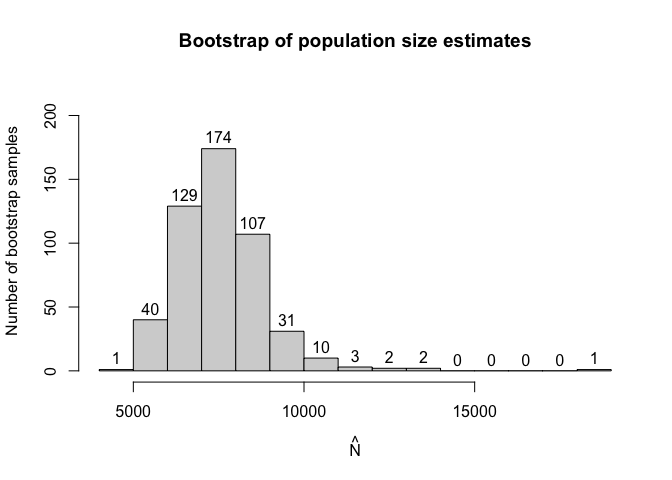 Bootstrap of population size estimates
Number of bootstrap samples
200
150
100
50
0
1 40 129 174 107 31 10 3 2 2 0 0 0 0 1
5000 10000 15000
N̂